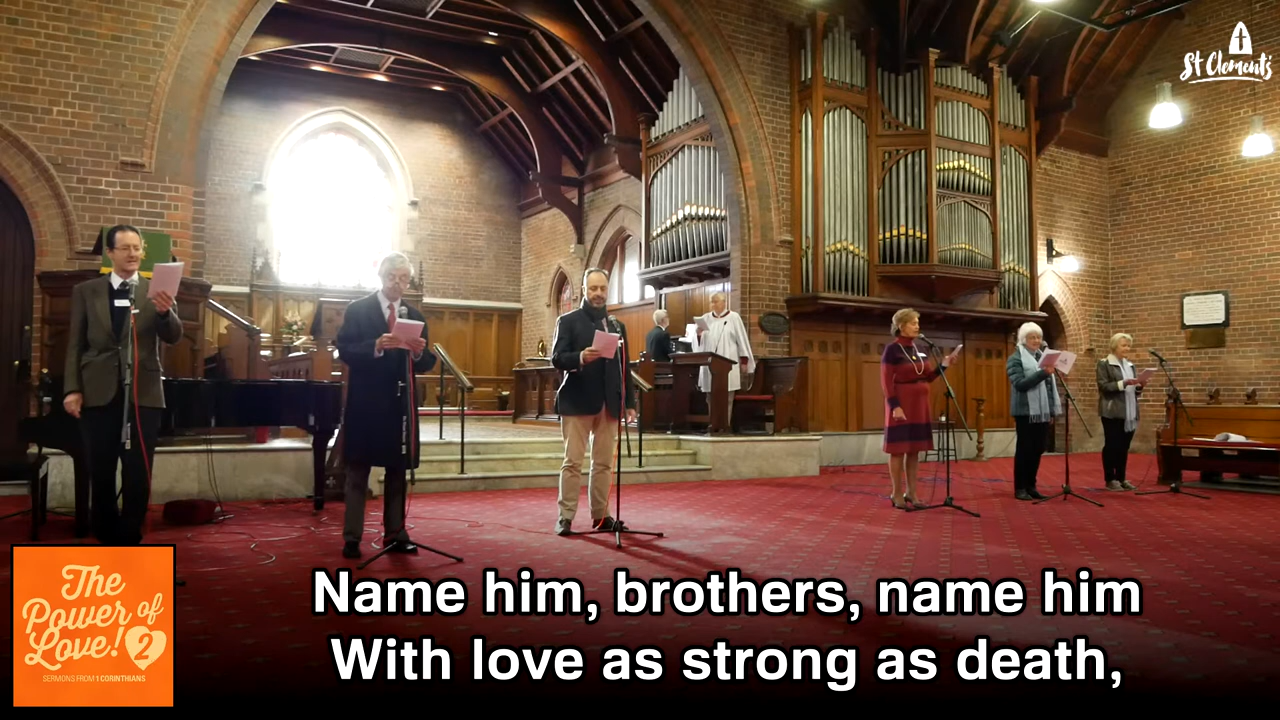 St Clement's
The
Power of
Love! 2
SERMONS FROM 1 CORINTHIANS
Name him, brothers, name him
With love as strong as death,